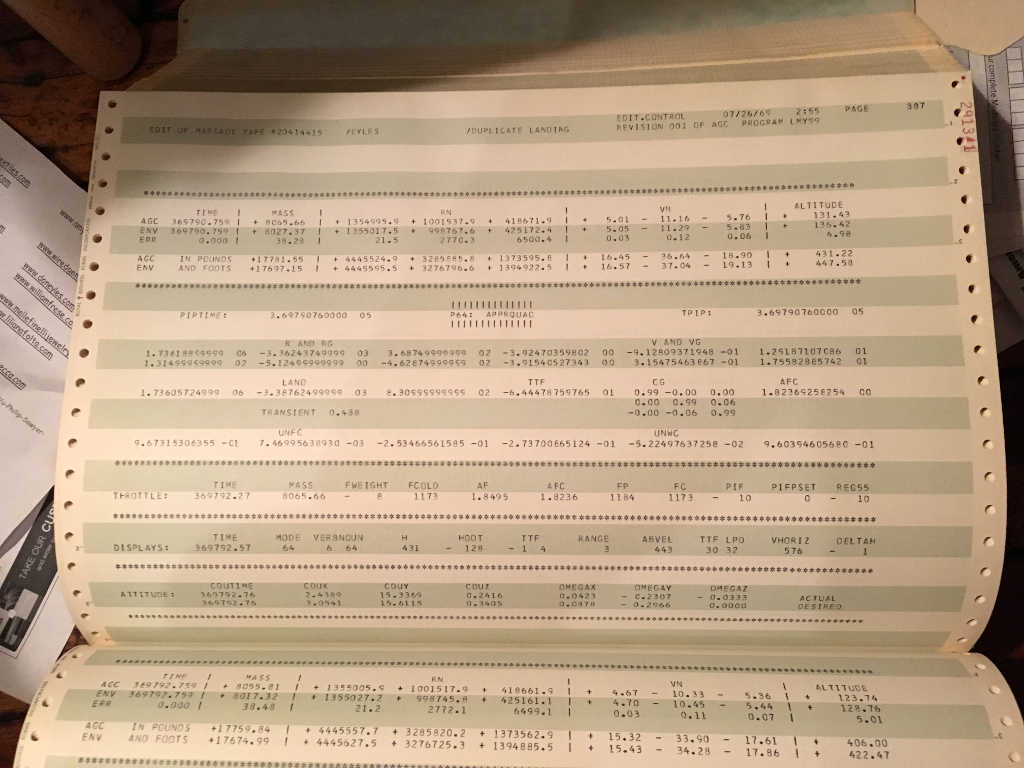 EDIT.CONTROL 07/26/69 2:55 PAGE 307
EDIT OF MARSROT TAPE #20414415 /EYLES /DUPLICATE LANDING REVISION 001 OF AGC PROGRAM LMY99
291341
TIME | MASS | RN | VN | ALTITUDE
AGC 369790.759 | + 8065.66 | + 1354995.9 + 1001537.9 + 418671.9 | + 5.01 - 11.16 - 5.76 | + 131.43
ENV 369790.759 | + 8027.37 | + 1355017.5 + 998767.6 + 425172.4 | + 5.05 - 11.29 - 5.83 | + 136.42
ERR 0.000 | 38.28 | 21.5 2770.3 6500.4 | 0.03 0.12 0.06 | 4.98
AGC IN POUNDS +17781.55 | + 4445524.9 + 3285885.8 + 1373595.8 | + 16.45 - 36.64 - 18.90 | + 431.22
ENV AND FOOTS +17697.15 | + 4445595.5 + 3276796.6 + 1394922.5 | + 16.57 - 37.04 - 19.13 | + 447.58
PIPTIME: 3.69790760000 05 P64: APPRQUAD TPIP: 3.69790760000 05
R AND RG V AND VG
1.73618859999 06 -3.36243749999 03 3.68749999999 02 -3.92470359802 00 -9.12809371948 -01 1.25187107086 01
1.31499999999 02 -5.12499999999 00 -4.62874999999 02 -3.91540527343 00 3.15475463867 -01 1.75582885742 01
LAND TTF CG AFC
1.73605724999 06 -3.38762499999 03 8.30999999999 02 -6.44478759765 01 0.99 -0.00 0.00 1.82369258254 00
0.00 0.99 0.06
TRANSIENT 0.438 -0.00 -0.06 0.99
UNFC UNWC
9.67315306355 -01 7.46995638930 -03 -2.53466561585 -01 -2.73700665124 -01 -5.22497637258 -02 9.60394605680 -01
TIME MASS FWEIGHT FCOLD AF AFC FP FC PIF PIFPSET REG55
THROTTLE: 369792.27 8065.66 - 8 1173 1.8495 1.8236 1184 1173 - 10 0 - 10
TIME MODE VERBNOUN H HDOT TTF RANGE ABVEL TTF LPD VHORIZ DELTAH
DISPLAYS: 369792.57 64 6 64 431 - 128 - 1 4 3 443 30 32 576 - 1
CDUTIME CDUX CDUY CDUZ OMEGAX OMEGAY OMEGAZ
ATTITUDE: 369792.76 2.4389 15.3369 0.2416 0.0423 - 0.2307 - 0.0333 ACTUAL
369792.76 3.0541 15.6115 0.3405 0.0878 - 0.2966 0.0000 DESIRED
TIME | MASS | RN | VN | ALTITUDE
AGC 369792.759 | + 8055.81 | + 1355005.9 + 1001517.9 + 418661.9 | + 4.67 - 10.33 - 5.36 | + 123.74
ENV 369792.759 | + 8017.32 | + 1355027.2 + 998745.8 + 425161.1 | + 4.70 - 10.45 - 5.44 | + 128.76
ERR 0.000 | 38.48 | 21.2 2772.1 6499.1 | 0.03 0.11 0.07 | 5.01
AGC IN POUNDS +17759.84 | + 4445557.7 + 3285820.2 + 1373562.9 | + 15.32 - 33.90 - 17.61 | + 406.00
ENV AND FOOTS +17674.99 | + 4445627.5 + 3276725.3 + 1394885.5 | + 15.43 - 34.28 - 17.86 | + 422.47
www.doneyles.com
www.lilianafolta.com
TAKE OUR